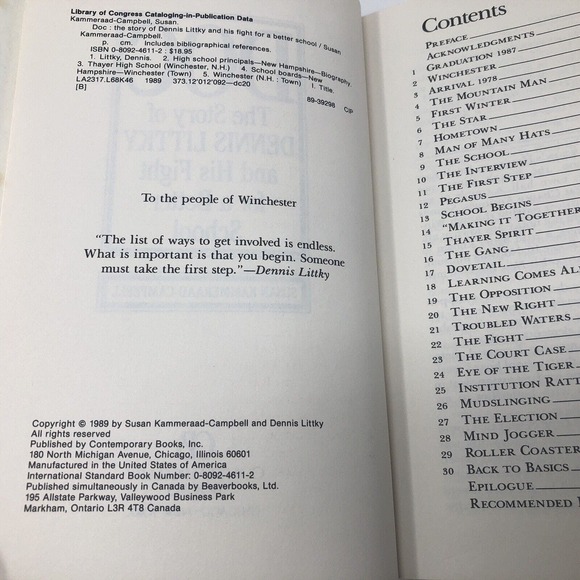 Library of Congress Cataloging-in-Publication Data
Kammeraad-Campbell, Susan.
Doc : the story of Dennis Littky and his fight for a better school / Susan
Kammeraad-Campbell.
p. cm. Includes bibliographical references.
ISBN 0-8092-4611-2 : $18.95
1. Littky, Dennis. 2. High school principals—New Hampshire—Biography.
3. Thayer High School (Winchester, N.H.) 4. School boards—New
Hampshire—Winchester (Town) 5. Winchester (N.H. : Town) I. Title.
LA2317.L68K46 1989 373.12'012'092—dc20
[B]
89-39298 CIP
To the people of Winchester
“The list of ways to get involved is endless.
What is important is that you begin. Someone
must take the first step.”—Dennis Littky
Copyright © 1989 by Susan Kammeraad-Campbell and Dennis Littky
All rights reserved
Published by Contemporary Books, Inc.
180 North Michigan Avenue, Chicago, Illinois 60601
Manufactured in the United States of America
International Standard Book Number: 0-8092-4611-2
Published simultaneously in Canada by Beaverbooks, Ltd.
195 Allstate Parkway, Valleywood Business Park
Markham, Ontario L3R 4T8 Canada
Contents
PREFACE
ACKNOWLEDGMENTS
1 GRADUATION 1987
2 WINCHESTER
3 ARRIVAL 1978
4 THE MOUNTAIN MAN
5 FIRST WINTER
6 THE STAR
7 HOMETOWN
8 MAN OF MANY HATS
9 THE SCHOOL
10 THE INTERVIEW
11 THE FIRST STEP
12 PEGASUS
13 SCHOOL BEGINS
14 “MAKING IT TOGETHER
15 THAYER SPIRIT
16 THE GANG
17 DOVETAIL
18 LEARNING COMES AL
19 THE OPPOSITION
20 THE NEW RIGHT
21 TROUBLED WATERS
22 THE FIGHT
23 THE COURT CASE
24 EYE OF THE TIGER
25 INSTITUTION RATT
26 MUDSLINGING
27 THE ELECTION
28 MIND JOGGER
29 ROLLER COASTER
30 BACK TO BASICS
EPILOGUE
RECOMMENDED